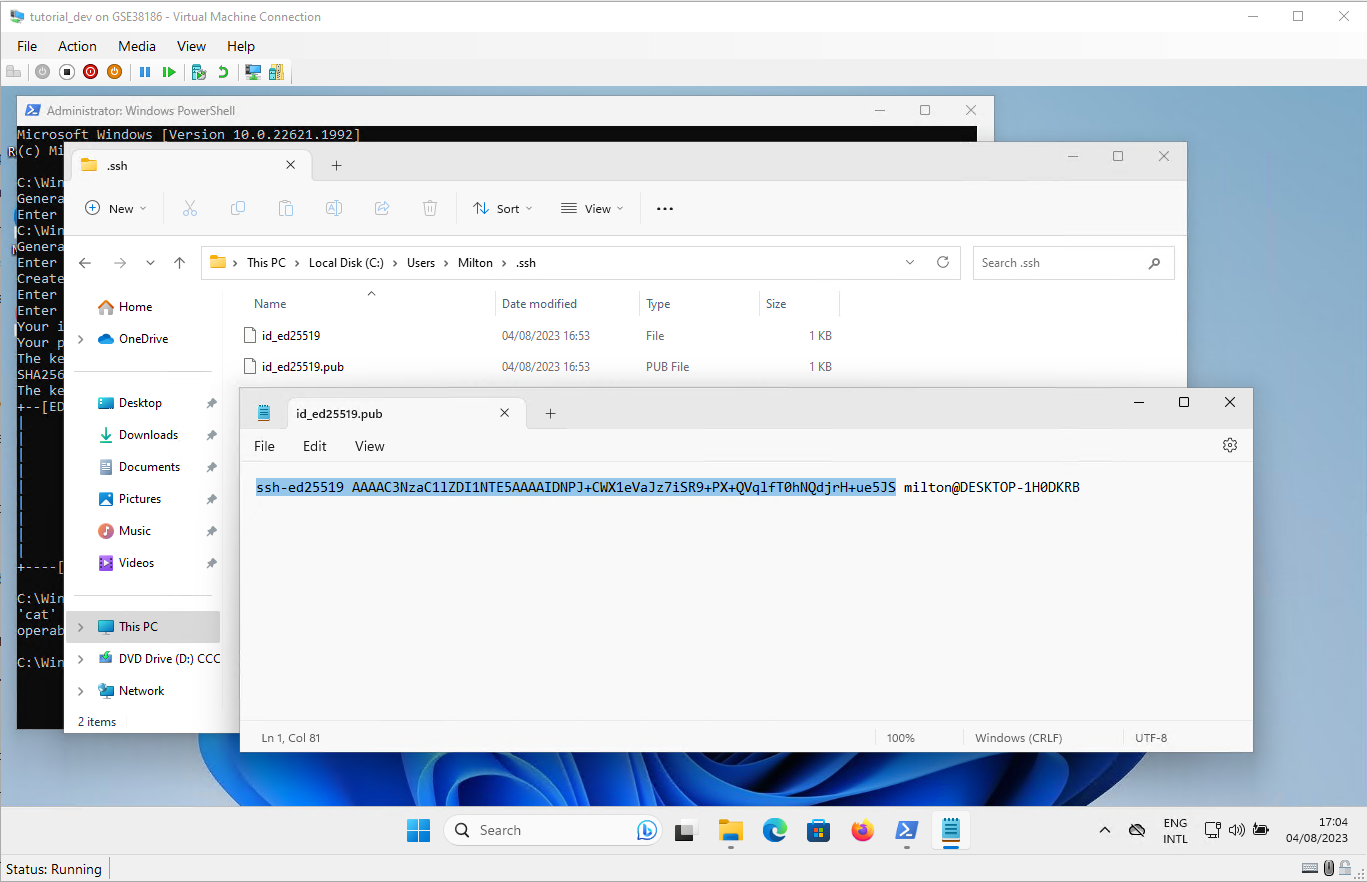 tutorial_dev on GSE38186 - Virtual Machine Connection
File Action Media View Help
Administrator: Windows PowerShell
Microsoft Windows [Version 10.0.22621.1992]
(c) Mi
C:\Win
Genera
Enter
C:\Win
Genera
Enter
Create
Enter
Enter
Your i
Your p
The ke
SHA256
The ke
+--[ED
|
|
|
|
|
|
|
|
|
+----[
C:\Win
'cat'
operab
C:\Win
.ssh
New Sort View
This PC > Local Disk (C:) > Users > Milton > .ssh
Search .ssh
Name Date modified Type Size
id_ed25519 04/08/2023 16:53 File 1 KB
id_ed25519.pub 04/08/2023 16:53 PUB File 1 KB
Home
OneDrive
Desktop
Downloads
Documents
Pictures
Music
Videos
This PC
DVD Drive (D:) CCC
Network
2 items
id_ed25519.pub
File Edit View
ssh-ed25519 AAAAC3NzaC1lZDI1NTE5AAAAIDNPJ+CWX1eVaJz7iSR9+PX+QVqlfT0hNQdjrH+ue5JS milton@DESKTOP-1H0DKRB
Ln 1, Col 81 100% Windows (CRLF) UTF-8
Search
ENG
INTL
17:04
04/08/2023
Status: Running